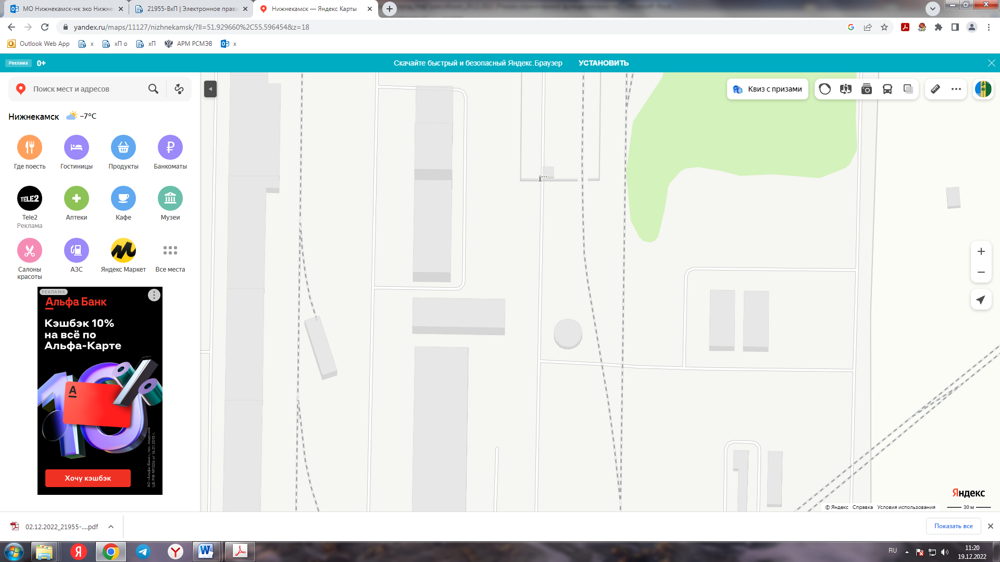 МО Нижнекамск-нк эко Нижне
21955-ВхП | Электронное прави
Нижнекамск — Яндекс Карты
yandex.ru/maps/11127/nizhnekamsk/?ll=51.929660%2C55.596454&z=18
Outlook Web App
х
хП о
хП
АРМ РСМЭВ
х
Реклама
0+
Скачайте быстрый и безопасный Яндекс.Браузер
УСТАНОВИТЬ
Поиск мест и адресов
Квиз с призами
Нижнекамск
−7°C
Где поесть
Гостиницы
Продукты
Банкоматы
TELE2
Tele2
Реклама
Аптеки
Кафе
Музеи
Салоны
красоты
АЗС
Яндекс Маркет
Все места
РЕКЛАМА
Альфа Банк
Кэшбэк 10%
на всё по
Альфа-Карте
А
Хочу кэшбэк
АО «Альфа-Банк», ген. лицензия
ЦБ РФ №1326 от 16.01.2015 г.
Яндекс
© Яндекс Справка Условия использования
30 м
02.12.2022_21955-....pdf
Показать все
RU
11:20
19.12.2022